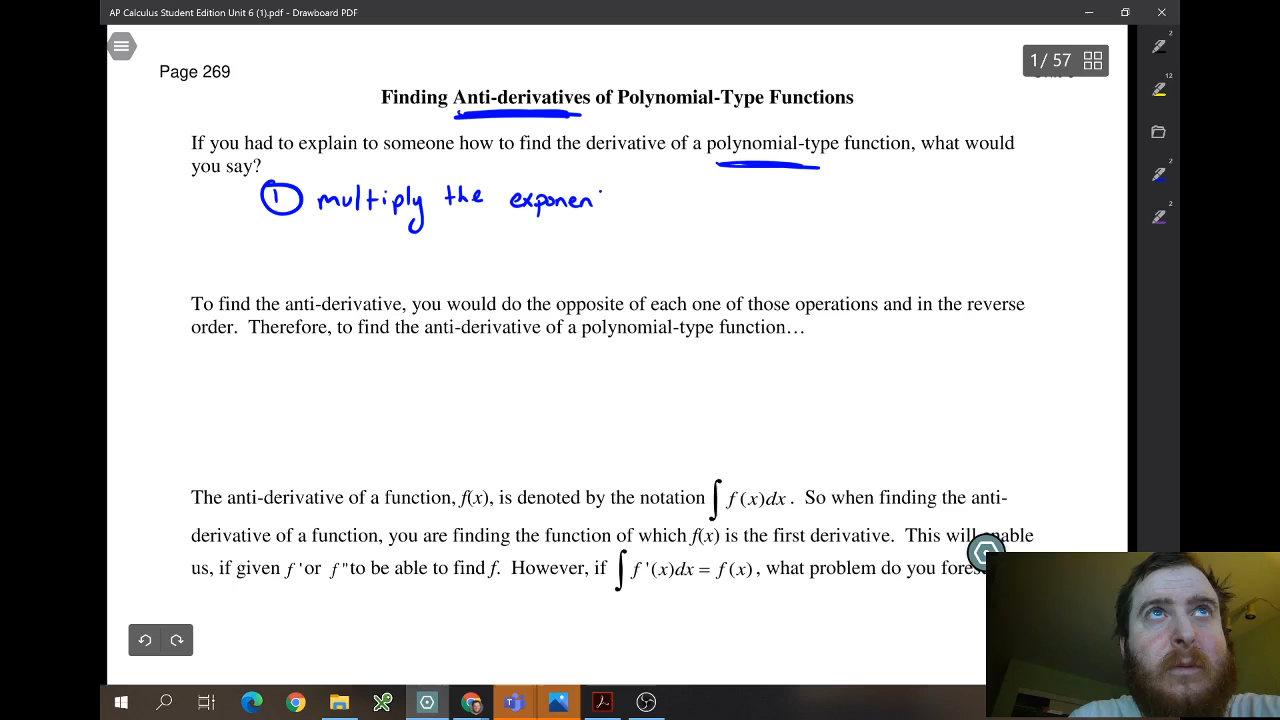 AP Calculus Student Edition Unit 6 (1).pdf - Drawboard PDF
Page 269
1 / 57
Finding Anti-derivatives of Polynomial-Type Functions
If you had to explain to someone how to find the derivative of a polynomial-type function, what would
you say?
① multiply the exponen
To find the anti-derivative, you would do the opposite of each one of those operations and in the reverse
order. Therefore, to find the anti-derivative of a polynomial-type function…
The anti-derivative of a function, f(x), is denoted by the notation ∫ f(x)dx. So when finding the anti-
derivative of a function, you are finding the function of which f(x) is the first derivative. This will enable
us, if given f ' or f " to be able to find f. However, if ∫ f '(x)dx = f(x), what problem do you
2
12
2
2